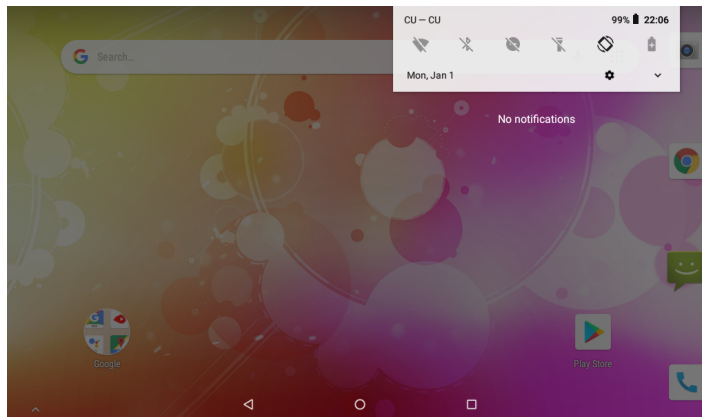 CU — CU
99% 22:06
Search...
Mon, Jan 1
No notifications
Google
Play Store